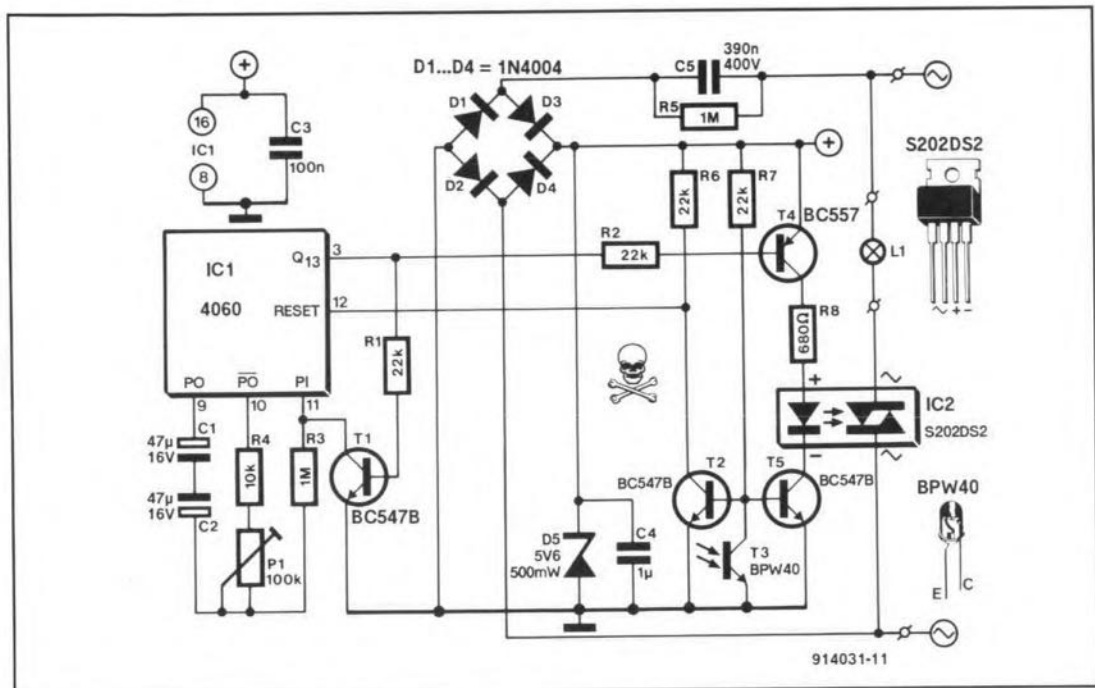 D1...D4 = 1N4004
390n
400V
C5
R5
1M
16
IC1
8
C3
100n
D1
D3
D2
D4
R6
22k
R7
22k
T4
BC557
S202DS2
L1
~ ~ + -
R2
22k
Q13
3
IC1
4060
RESET
12
R1
22k
R8
680Ω
PO
PO
PI
9
10
11
+
-
~
~
IC2
S202DS2
47µ
16V
C1
47µ
16V
C2
R4
10k
R3
1M
P1
100k
T1
BC547B
T2
BC547B
T5
BC547B
T3
BPW40
D5
5V6
500mW
C4
1µ
BPW40
E
C
914031-11